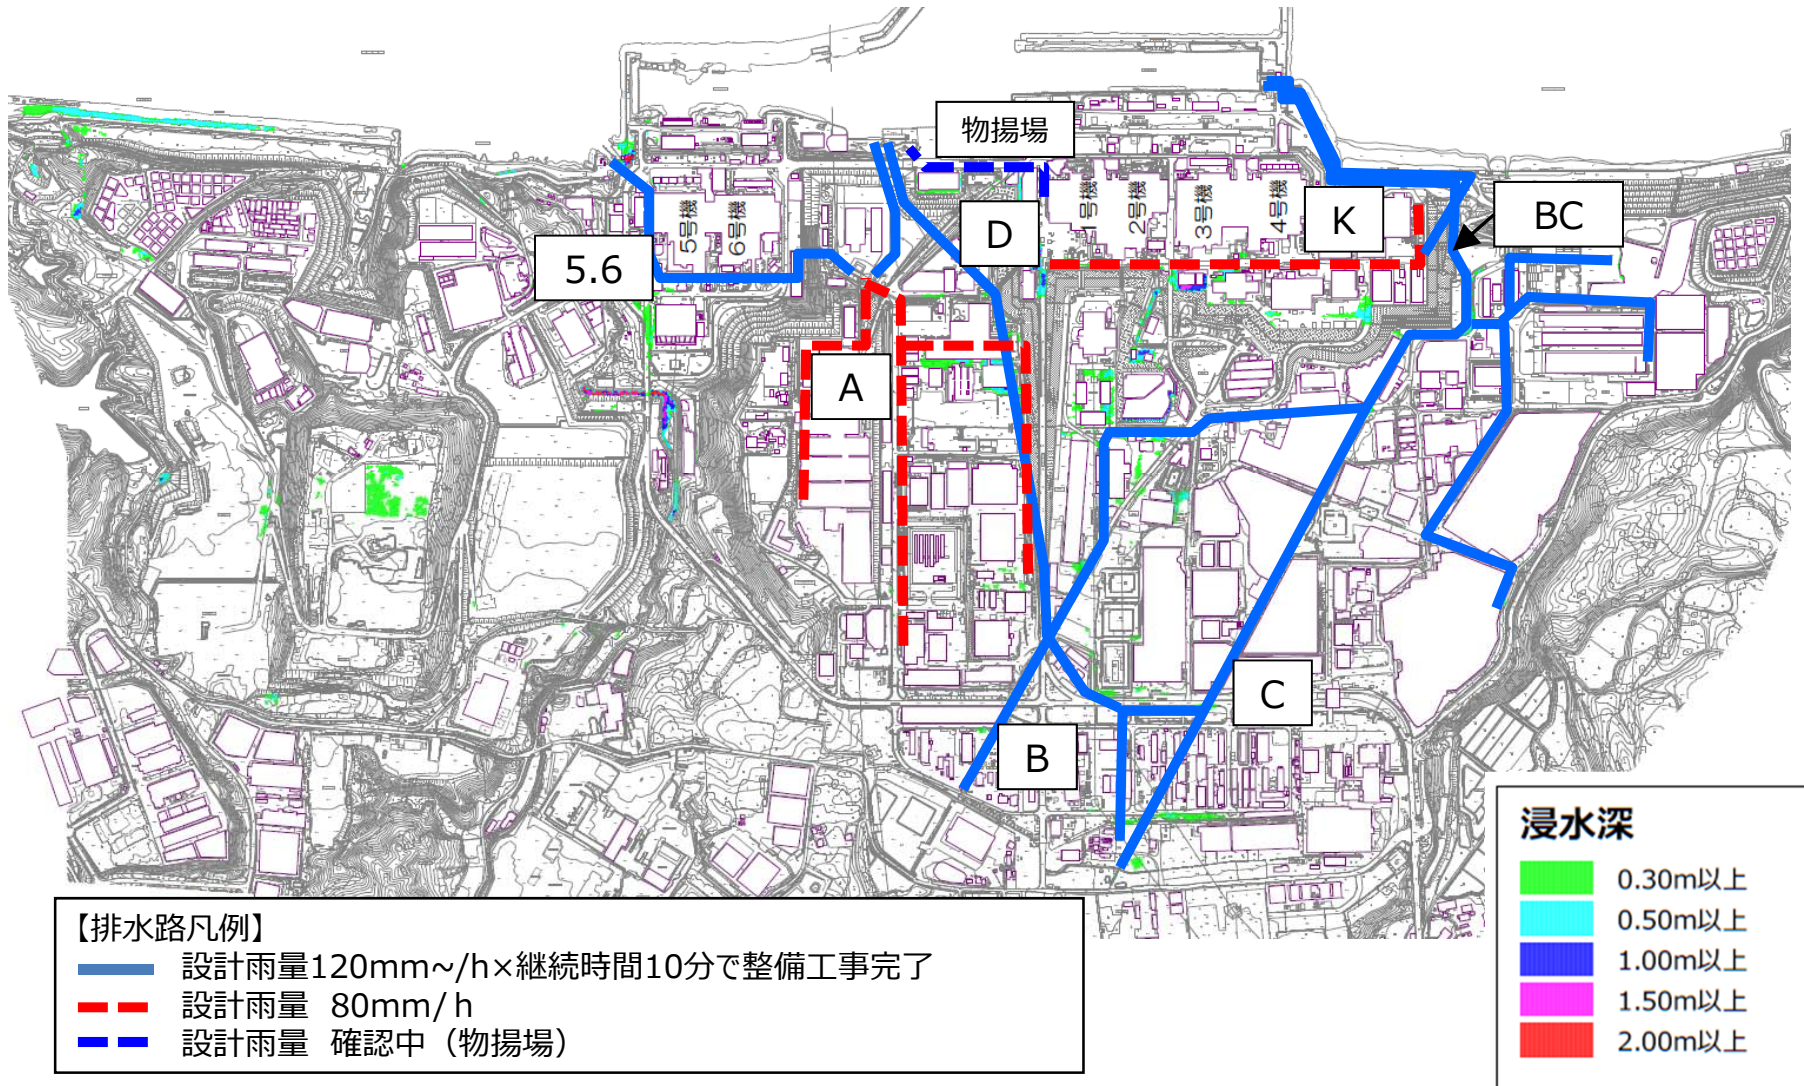 物揚場
5号機
6号機
1号機
2号機
3号機
4号機
D
K
BC
5.6
A
C
B
浸水深
0.30m以上
0.50m以上
1.00m以上
1.50m以上
2.00m以上
【排水路凡例】
設計雨量120mm~/h×継続時間10分で整備工事完了
設計雨量 80mm/h
設計雨量 確認中（物揚場）